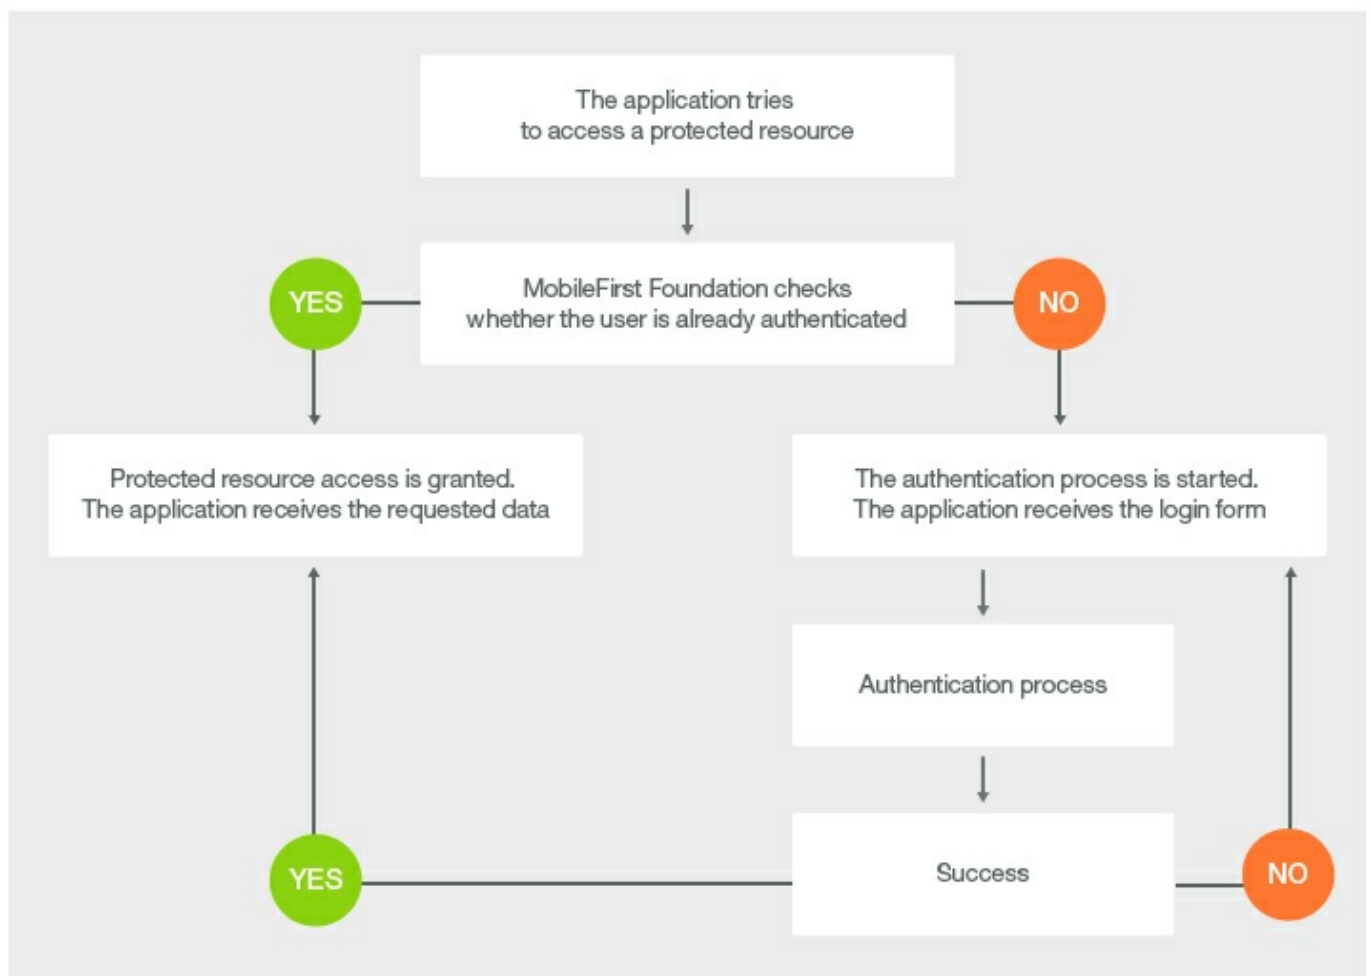 The application tries
to access a protected resource
YES
MobileFirst Foundation checks
whether the user is already authenticated
NO
Protected resource access is granted.
The application receives the requested data
The authentication process is started.
The application receives the login form
Authentication process
YES
Success
NO